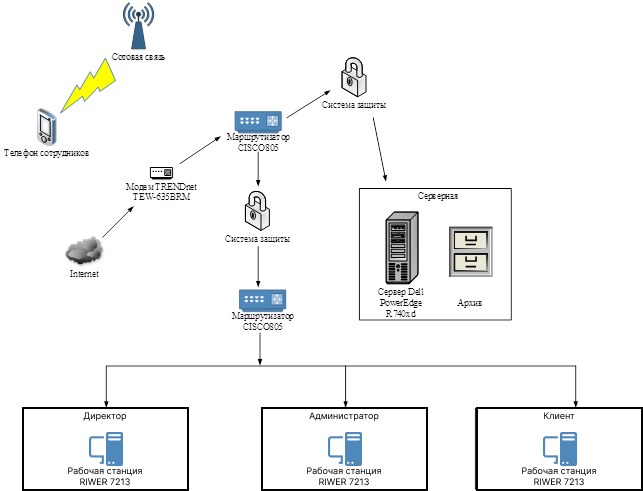 Сотовая связь
Телефон сотрудников
Система защиты
Маршрутизатор
CISCO805
Модем TRENDnet
TEW-635BRM
Internet
Система защиты
Серверная
Сервер Dell
PowerEdge
R740xd
Архив
Маршрутизатор
CISCO805
Директор
Рабочая станция
RIWER 7213
Администратор
Рабочая станция
RIWER 7213
Клиент
Рабочая станция
RIWER 7213